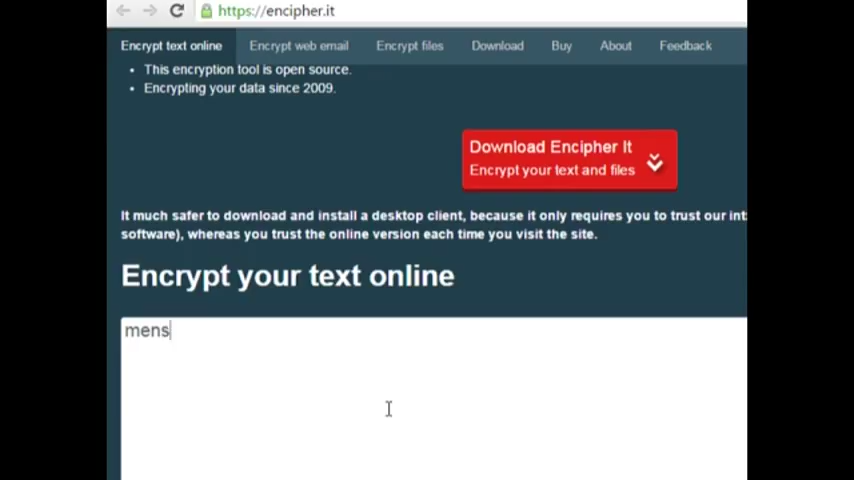 https://encipher.it
Encrypt text online Encrypt web email Encrypt files Download Buy About Feedback
This encryption tool is open source.
Encrypting your data since 2009.
Download Encipher It
Encrypt your text and files
It much safer to download and install a desktop client, because it only requires you to trust our
software), whereas you trust the online version each time you visit the site.
Encrypt your text online
mens